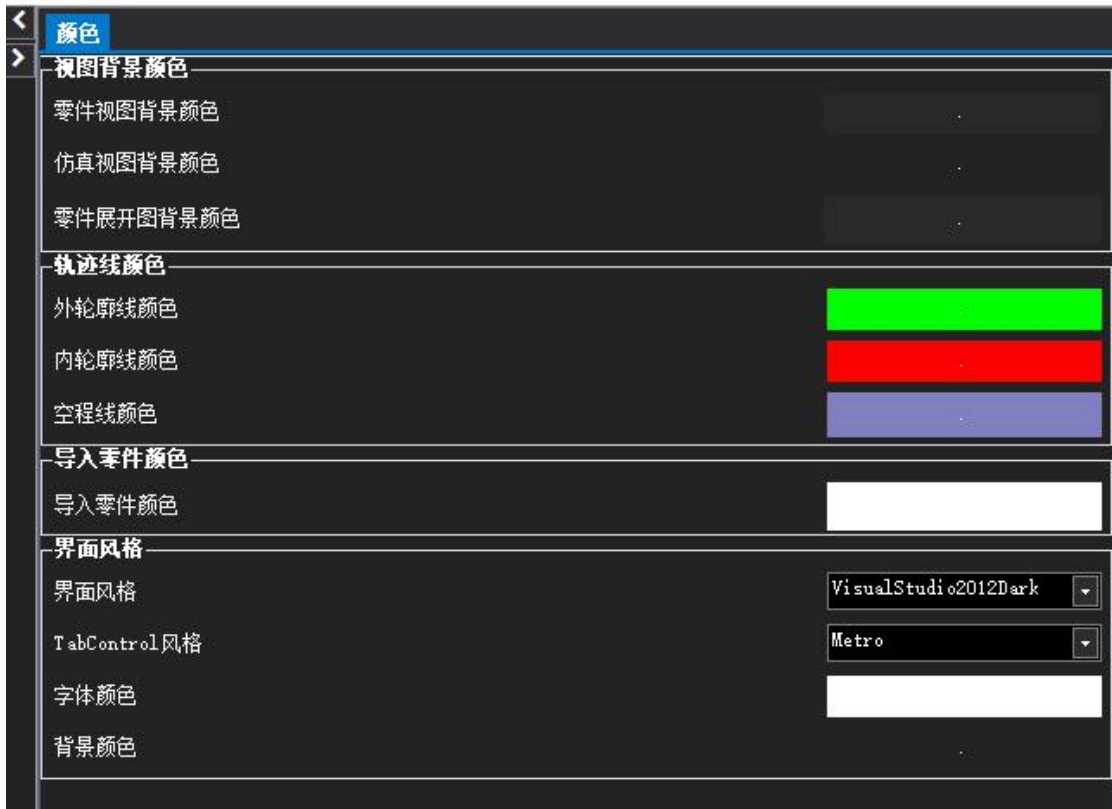 颜色
视图背景颜色
零件视图背景颜色
仿真视图背景颜色
零件展开图背景颜色
轨迹线颜色
外轮廓线颜色
内轮廓线颜色
空程线颜色
导入零件颜色
导入零件颜色
界面风格
界面风格 VisualStudio2012Dark
TabControl风格 Metro
字体颜色
背景颜色